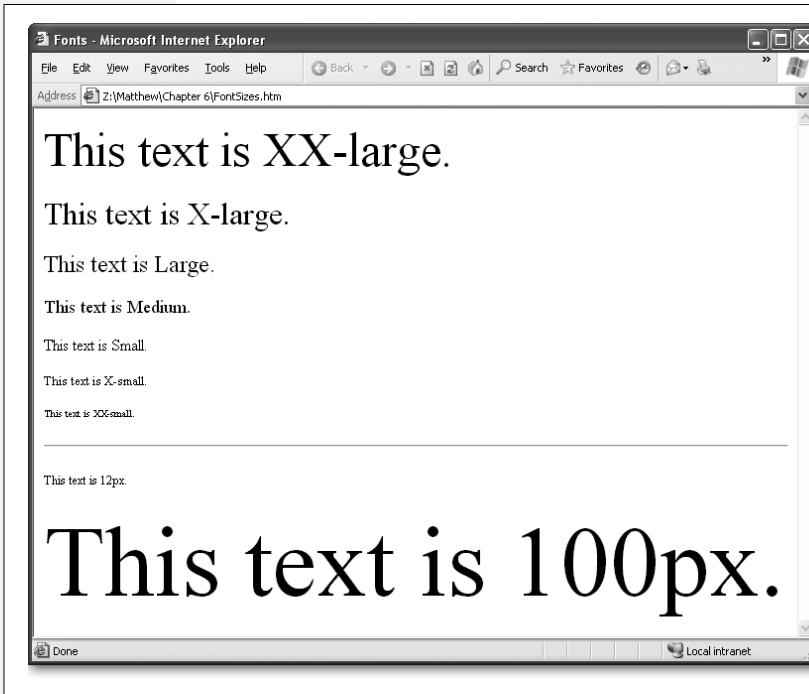 Fonts - Microsoft Internet Explorer
File Edit View Favorites Tools Help Back Search Favorites »
Address Z:\Matthew\Chapter 6\FontSizes.htm
This text is XX-large.
This text is X-large.
This text is Large.
This text is Medium.
This text is Small.
This text is X-small.
This text is XX-small.
This text is 12px.
This text is 100px.
Done Local intranet